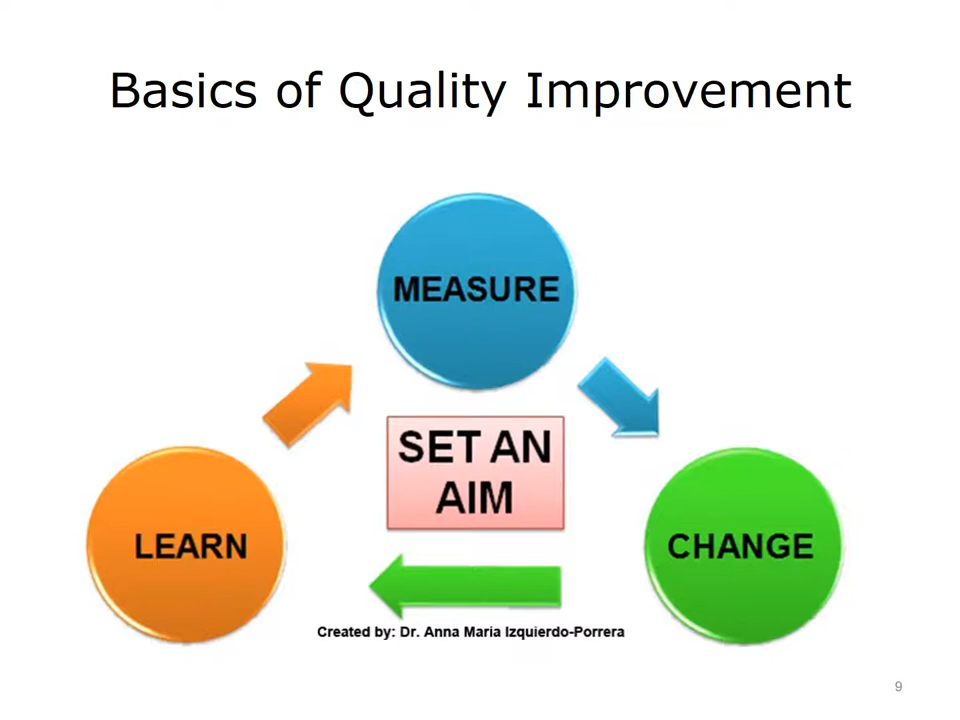 Basics of Quality Improvement
MEASURE
SET AN
AIM
LEARN
CHANGE
Created by: Dr. Anna Maria Izquierdo-Porrera
9